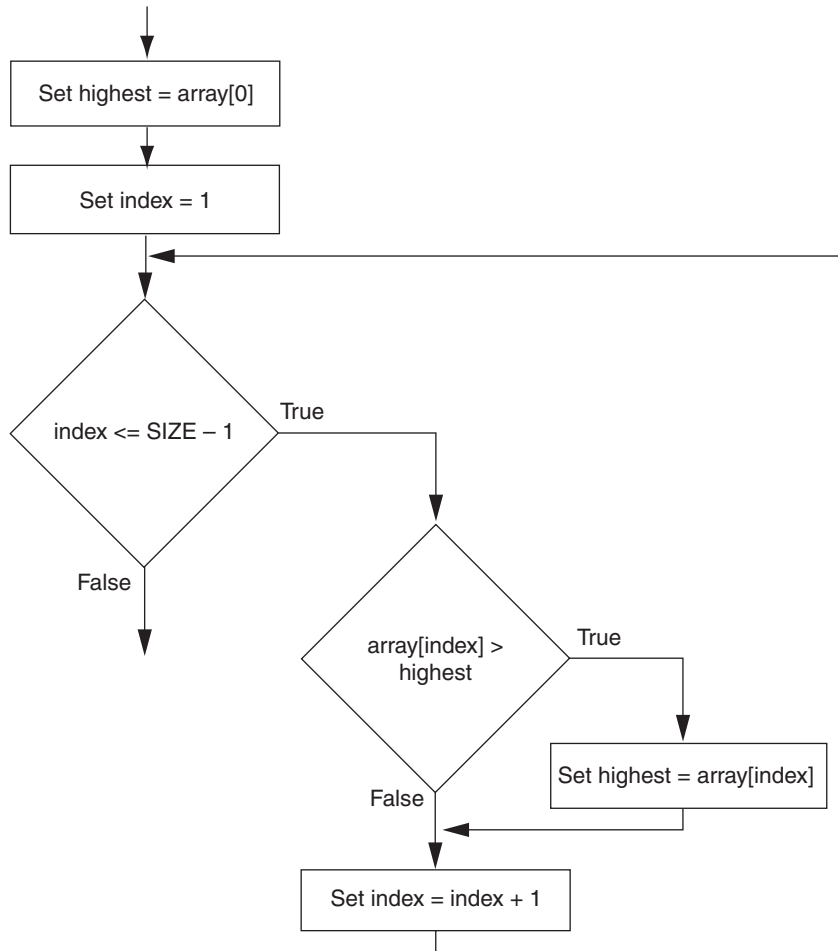 Set highest = array[0]
Set index = 1
index <= SIZE – 1
True
False
array[index] >
highest
True
Set highest = array[index]
False
Set index = index + 1